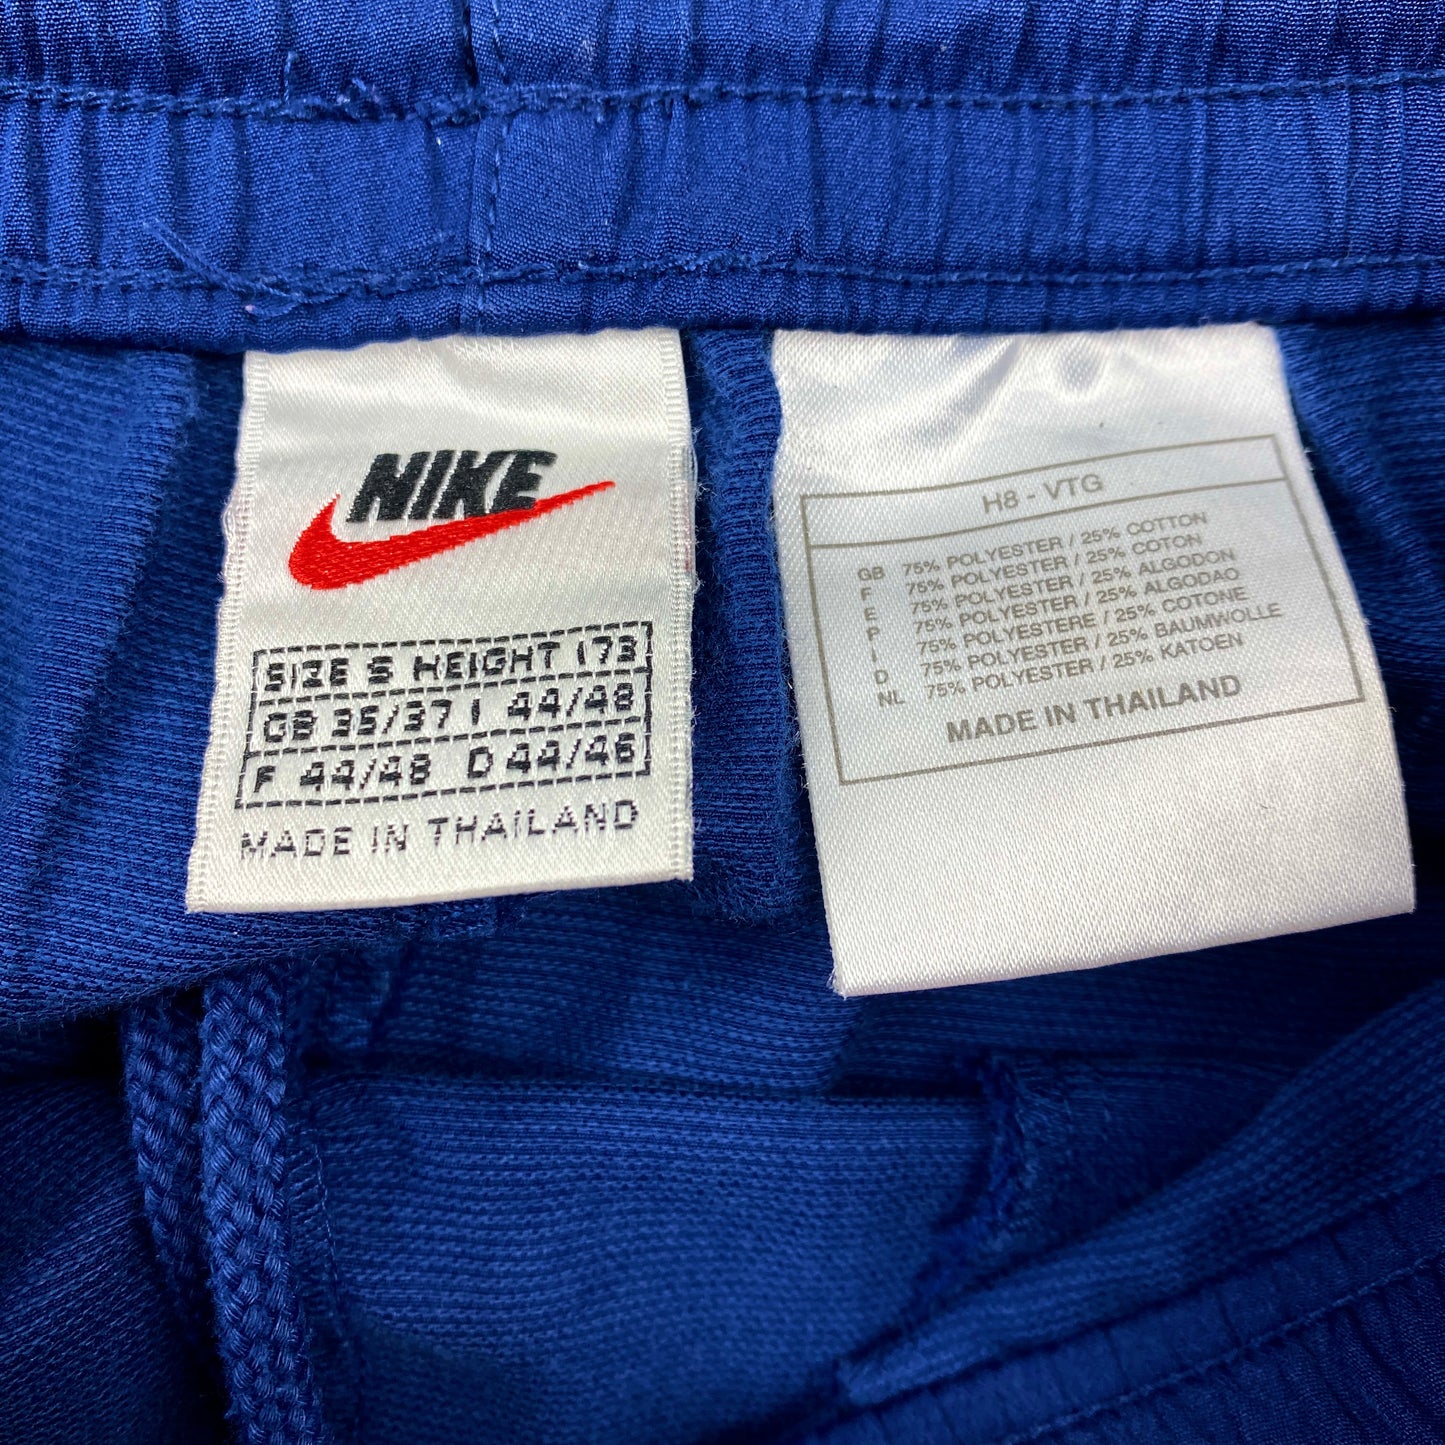 NIKE
SIZE S HEIGHT 173
GB 35/37 I 44/48
F 44/48 D 44/46
MADE IN THAILAND
H8 - VTG
GB 75% POLYESTER / 25% COTTON
F 75% POLYESTER / 25% COTON
E 75% POLYESTER / 25% ALGODON
P 75% POLYESTER / 25% ALGODAO
I 75% POLYESTERE / 25% COTONE
D 75% POLYESTER / 25% BAUMWOLLE
NL 75% POLYESTER / 25% KATOEN
MADE IN THAILAND